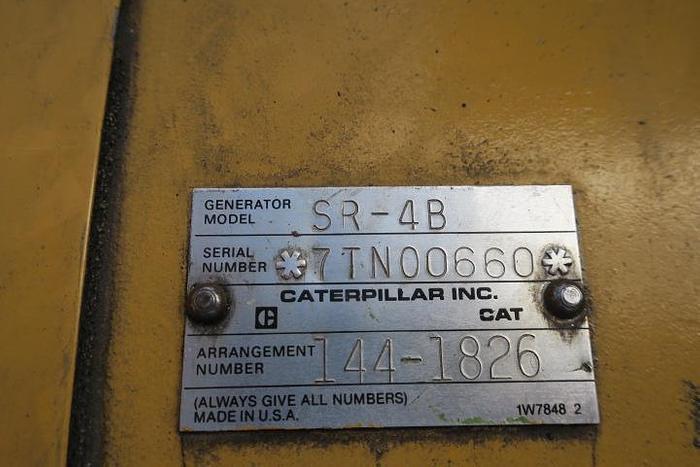 GENERATOR MODEL SR-4B
SERIAL NUMBER *7TN00660*
CATERPILLAR INC.
C CAT
ARRANGEMENT NUMBER 144-1826
(ALWAYS GIVE ALL NUMBERS)
MADE IN U.S.A. 1W7848 2